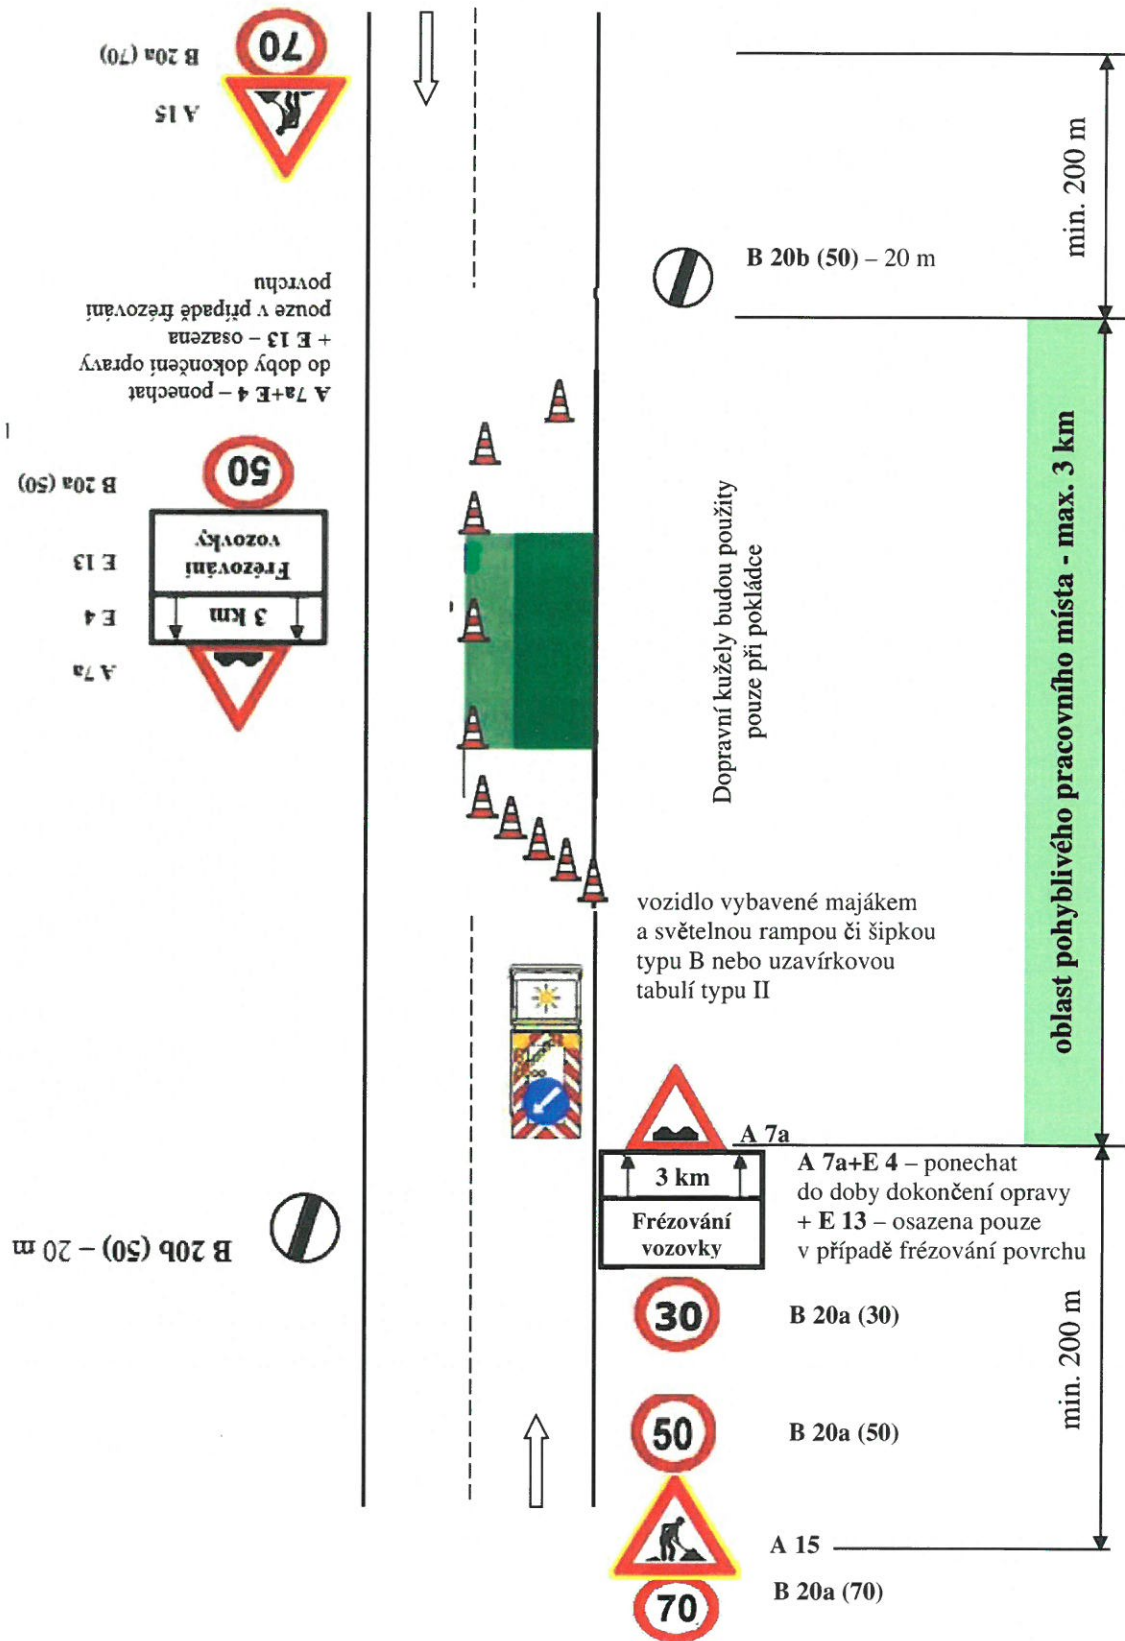 70
B 20a (70)
A 15
A 7a+E 4 – ponechat
do doby dokončení opravy
+ E 13 – osazena
pouze v případě frézování
povrchu
50
B 20a (50)
Frézování
vozovky
E 13
3 km
E 4
A 7a
B 20b (50) – 20 m
min. 200 m
B 20b (50) – 20 m
oblast pohyblivého pracovního místa - max. 3 km
Dopravní kužely budou použity
pouze při pokládce
vozidlo vybavené majákem
a světelnou rampou či šipkou
typu B nebo uzavírkovou
tabulí typu II
A 7a
3 km
Frézování
vozovky
A 7a+E 4 – ponechat
do doby dokončení opravy
+ E 13 – osazena pouze
v případě frézování povrchu
30
B 20a (30)
min. 200 m
50
B 20a (50)
A 15
70
B 20a (70)